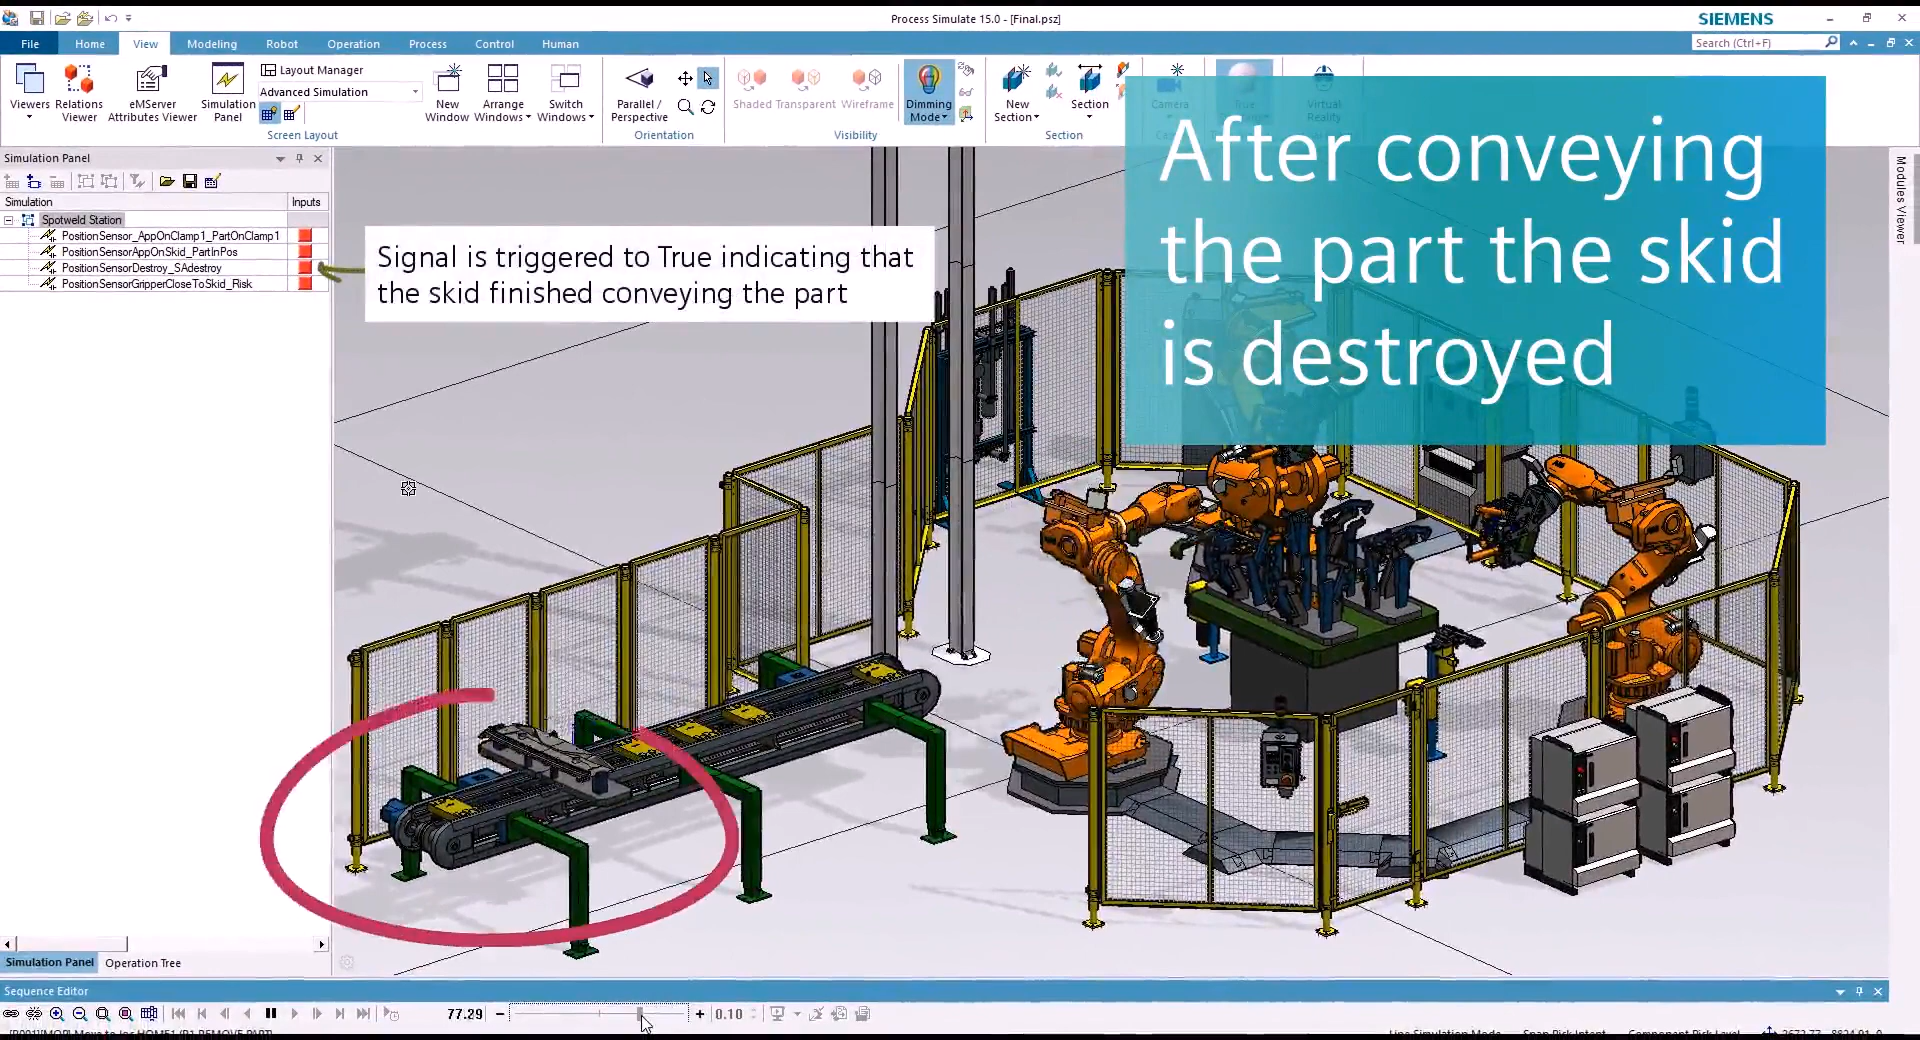 Process Simulate 15.0 - [Final.psz]
SIEMENS
File Home View Modeling Robot Operation Process Control Human
Search (Ctrl+F)
Viewers
Relations Viewer
eMServer Attributes Viewer
Simulation Panel
Layout Manager
Advanced Simulation
Screen Layout
New Window
Arrange Windows
Switch Windows
Parallel / Perspective
Orientation
Shaded Transparent Wireframe
Dimming Mode
Visibility
New Section
Section
Section
Camera
True
Virtual Reality
After conveying
the part the skid
is destroyed
Simulation Panel
Simulation Inputs
Spotweld Station
PositionSensor_AppOnClamp1_PartOnClamp1
PositionSensorAppOnSkid_PartInPos
PositionSensorDestroy_SAdestroy
PositionSensorGripperCloseToSkid_Risk
Signal is triggered to True indicating that
the skid finished conveying the part
Modules Viewer
Simulation Panel Operation Tree
Sequence Editor
77.29
0.10